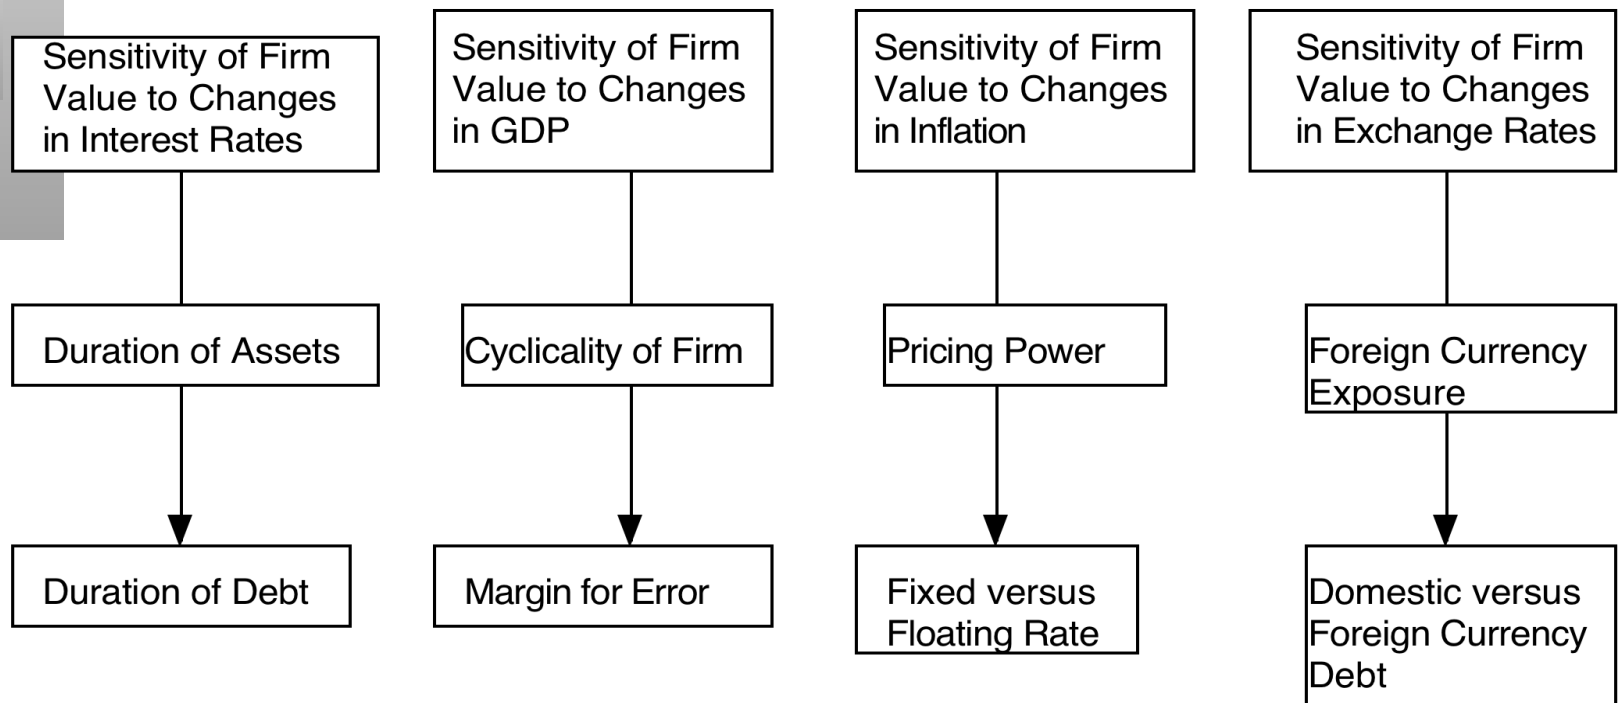 Sensitivity of Firm
Value to Changes
in Interest Rates
Sensitivity of Firm
Value to Changes
in GDP
Sensitivity of Firm
Value to Changes
in Inflation
Sensitivity of Firm
Value to Changes
in Exchange Rates
Duration of Assets
Cyclicality of Firm
Pricing Power
Foreign Currency
Exposure
Duration of Debt
Margin for Error
Fixed versus
Floating Rate
Domestic versus
Foreign Currency
Debt